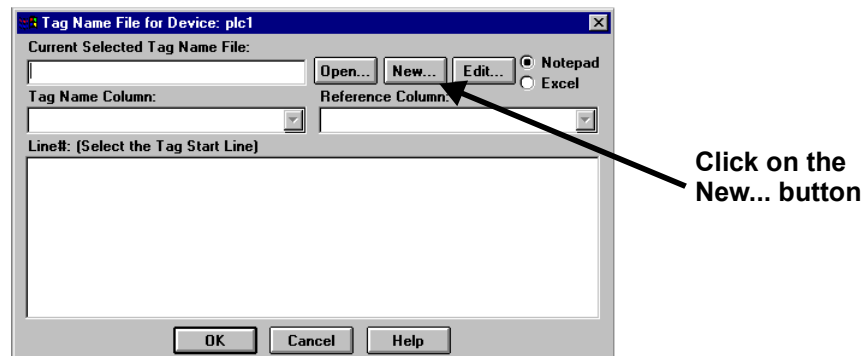 Tag Name File for Device: plc1
Current Selected Tag Name File:
Open... New... Edit... Notepad
Excel
Tag Name Column: Reference Column:
Line#: (Select the Tag Start Line)
Click on the
New... button
OK Cancel Help